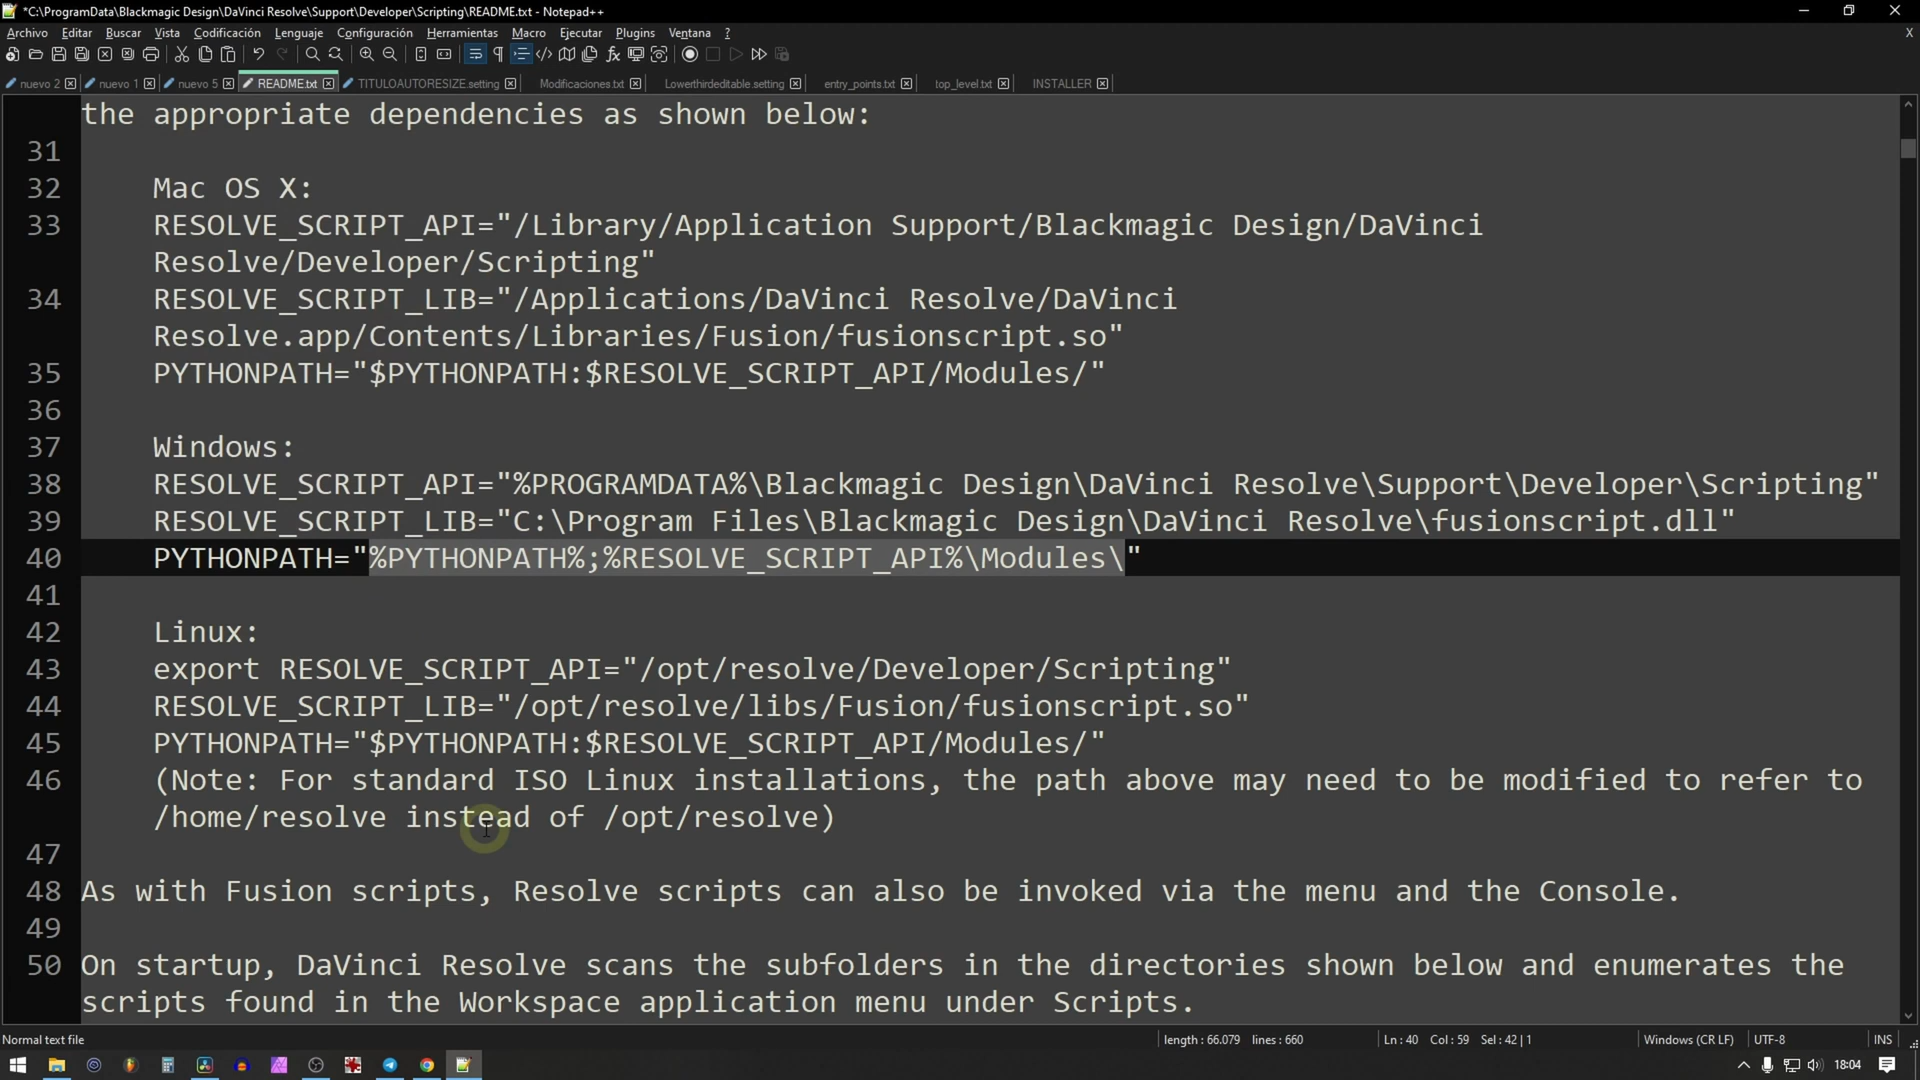 *C:\ProgramData\Blackmagic Design\DaVinci Resolve\Support\Developer\Scripting\README.txt - Notepad++
Archivo Editar Buscar Vista Codificación Lenguaje Configuración Herramientas Macro Ejecutar Plugins Ventana ? X
nuevo 2 nuevo 1 nuevo 5 README.txt TITULOAUTORESIZE.setting Modificaciones.txt Lowerthirdeditable.setting entry_points.txt top_level.txt INSTALLER
the appropriate dependencies as shown below:
31
32 Mac OS X:
33 RESOLVE_SCRIPT_API="/Library/Application Support/Blackmagic Design/DaVinci
Resolve/Developer/Scripting"
34 RESOLVE_SCRIPT_LIB="/Applications/DaVinci Resolve/DaVinci
Resolve.app/Contents/Libraries/Fusion/fusionscript.so"
35 PYTHONPATH="$PYTHONPATH:$RESOLVE_SCRIPT_API/Modules/"
36
37 Windows:
38 RESOLVE_SCRIPT_API="%PROGRAMDATA%\Blackmagic Design\DaVinci Resolve\Support\Developer\Scripting"
39 RESOLVE_SCRIPT_LIB="C:\Program Files\Blackmagic Design\DaVinci Resolve\fusionscript.dll"
40 PYTHONPATH="%PYTHONPATH%;%RESOLVE_SCRIPT_API%\Modules\"
41
42 Linux:
43 export RESOLVE_SCRIPT_API="/opt/resolve/Developer/Scripting"
44 RESOLVE_SCRIPT_LIB="/opt/resolve/libs/Fusion/fusionscript.so"
45 PYTHONPATH="$PYTHONPATH:$RESOLVE_SCRIPT_API/Modules/"
46 (Note: For standard ISO Linux installations, the path above may need to be modified to refer to
/home/resolve instead of /opt/resolve)
47
48 As with Fusion scripts, Resolve scripts can also be invoked via the menu and the Console.
49
50 On startup, DaVinci Resolve scans the subfolders in the directories shown below and enumerates the
scripts found in the Workspace application menu under Scripts.
Normal text file length : 66.079 lines : 660 Ln : 40 Col : 59 Sel : 42 | 1 Windows (CR LF) UTF-8 INS
18:04